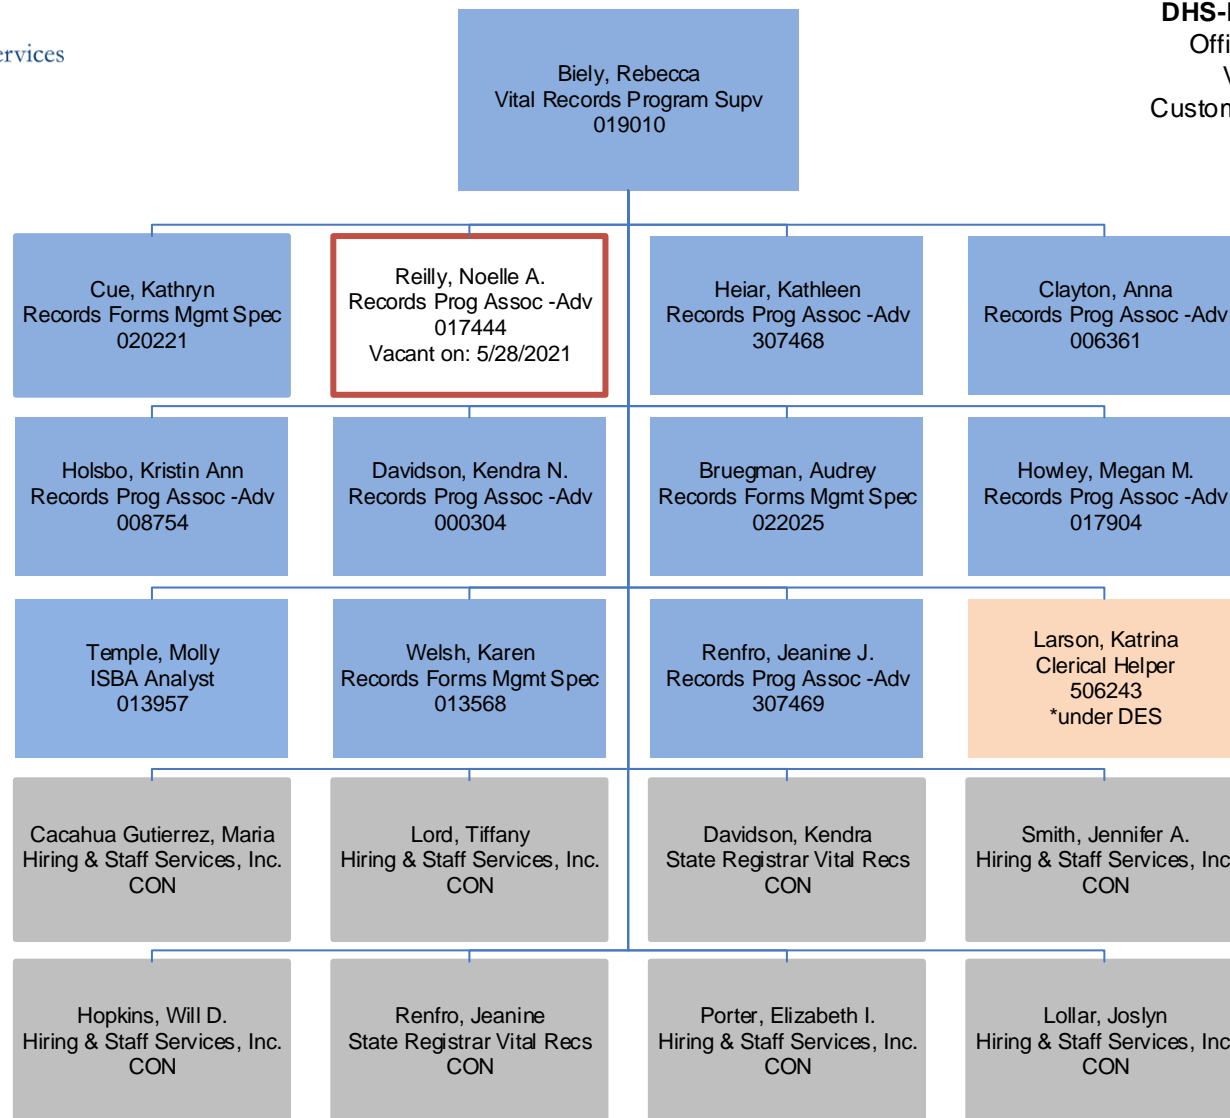 ervices
DHS-
Offi
V
Custom
Biely, Rebecca
Vital Records Program Supv
019010
Cue, Kathryn
Records Forms Mgmt Spec
020221
Reilly, Noelle A.
Records Prog Assoc -Adv
017444
Vacant on: 5/28/2021
Heiar, Kathleen
Records Prog Assoc -Adv
307468
Clayton, Anna
Records Prog Assoc -Adv
006361
Holsbo, Kristin Ann
Records Prog Assoc -Adv
008754
Davidson, Kendra N.
Records Prog Assoc -Adv
000304
Bruegman, Audrey
Records Forms Mgmt Spec
022025
Howley, Megan M.
Records Prog Assoc -Adv
017904
Temple, Molly
ISBA Analyst
013957
Welsh, Karen
Records Forms Mgmt Spec
013568
Renfro, Jeanine J.
Records Prog Assoc -Adv
307469
Larson, Katrina
Clerical Helper
506243
*under DES
Cacahua Gutierrez, Maria
Hiring & Staff Services, Inc.
CON
Lord, Tiffany
Hiring & Staff Services, Inc.
CON
Davidson, Kendra
State Registrar Vital Recs
CON
Smith, Jennifer A.
Hiring & Staff Services, Inc
CON
Hopkins, Will D.
Hiring & Staff Services, Inc.
CON
Renfro, Jeanine
State Registrar Vital Recs
CON
Porter, Elizabeth I.
Hiring & Staff Services, Inc.
CON
Lollar, Joslyn
Hiring & Staff Services, Inc
CON